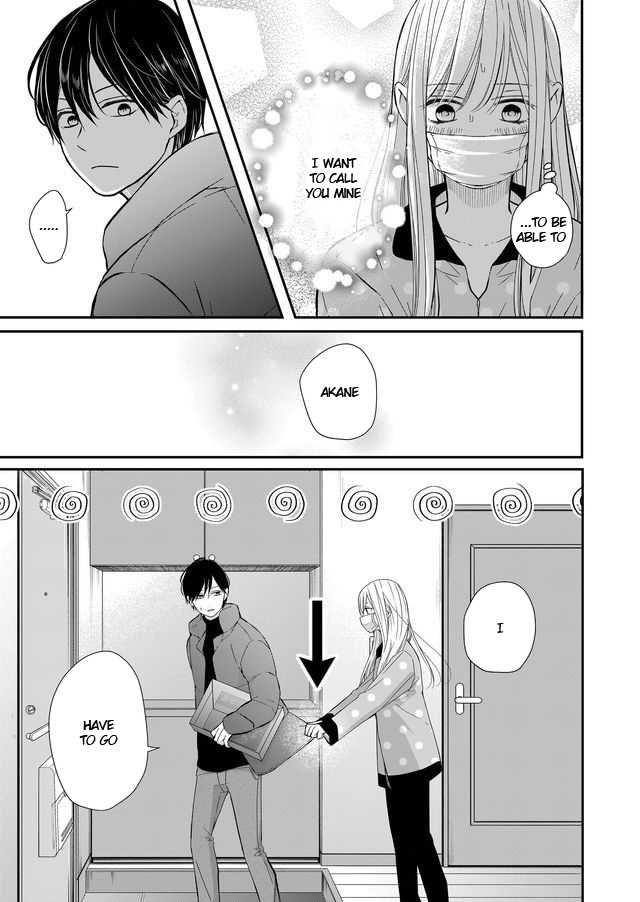 ...TO BE
ABLE TO
I WANT
TO CALL
YOU MINE
.....
AKANE
I
HAVE
TO GO